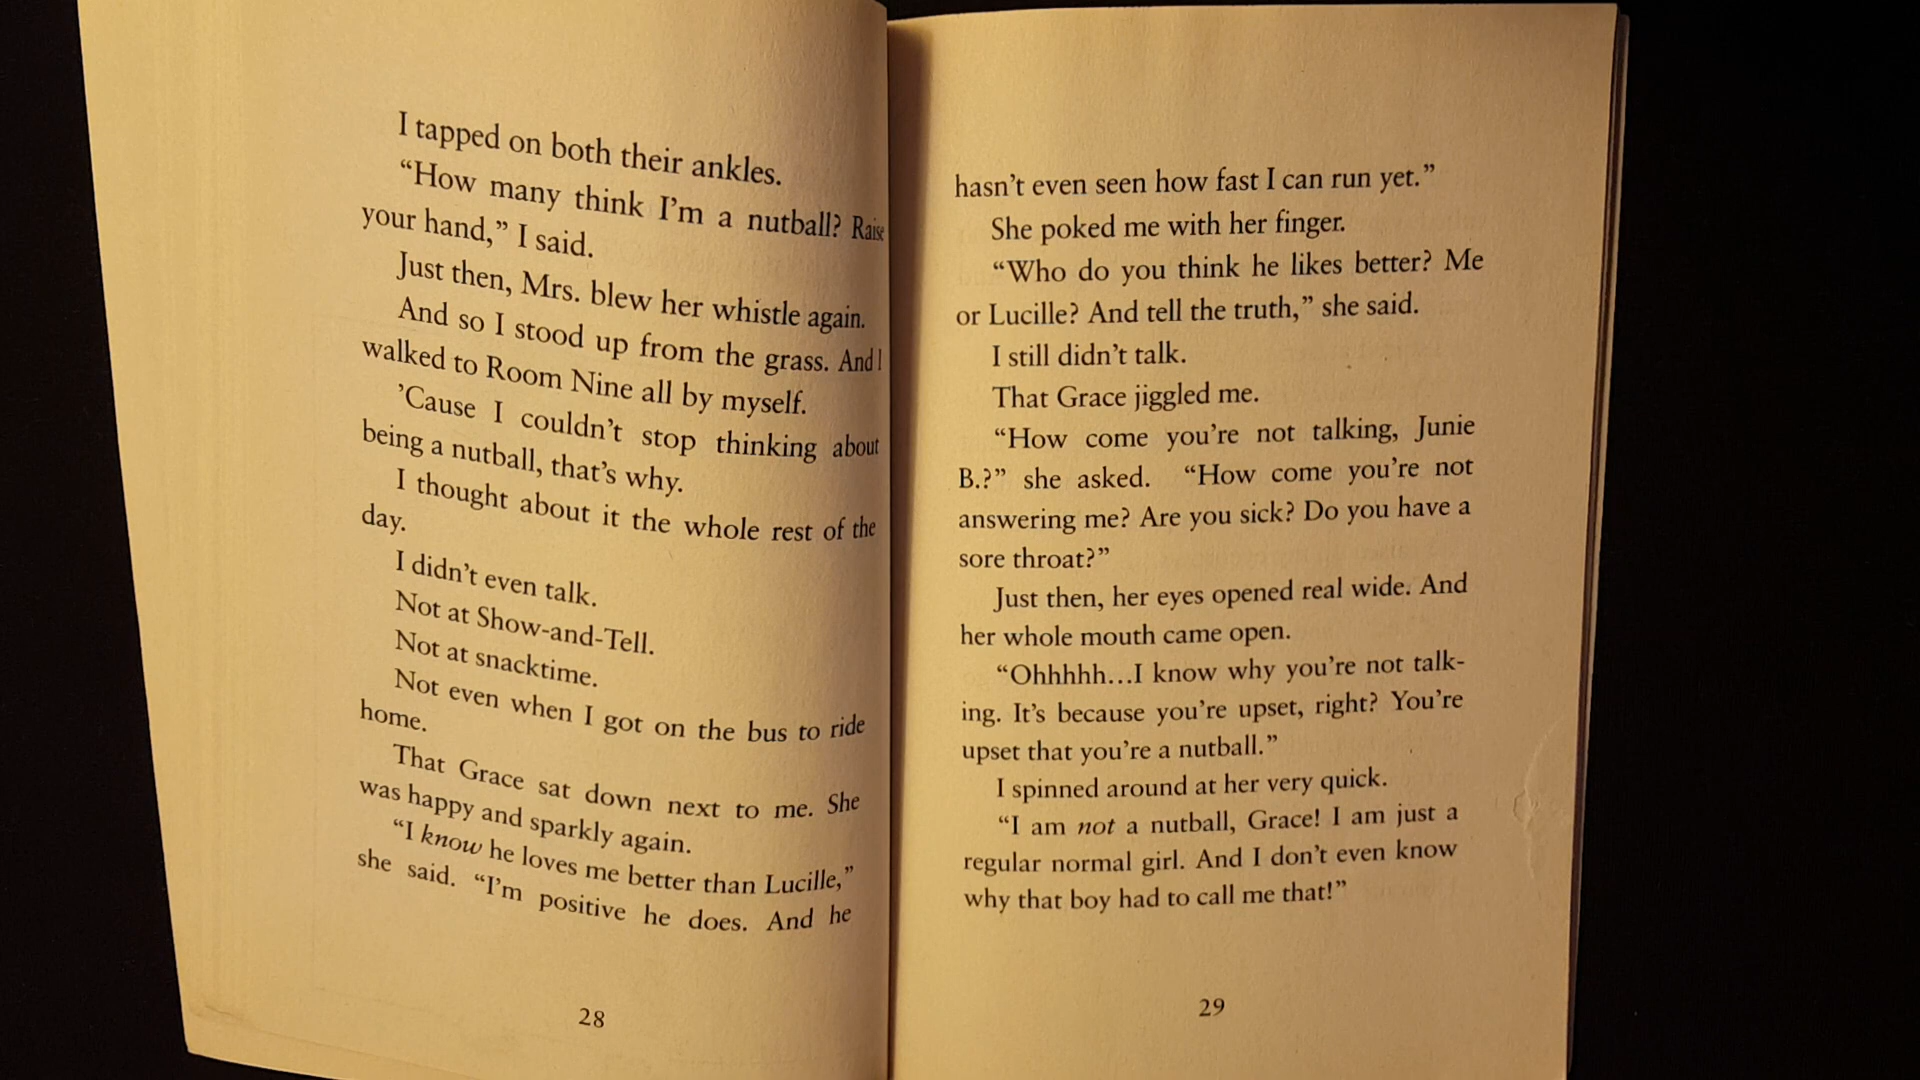 I tapped on both their ankles.
“How many think I’m a nutball? Raise
your hand,” I said.
Just then, Mrs. blew her whistle again.
And so I stood up from the grass. And I
walked to Room Nine all by myself.
’Cause I couldn’t stop thinking about
being a nutball, that’s why.
I thought about it the whole rest of the
day.
I didn’t even talk.
Not at Show-and-Tell.
Not at snacktime.
Not even when I got on the bus to ride
home.
That Grace sat down next to me. She
was happy and sparkly again.
“I know he loves me better than Lucille,”
she said. “I’m positive he does. And he
28
hasn’t even seen how fast I can run yet.”
She poked me with her finger.
“Who do you think he likes better? Me
or Lucille? And tell the truth,” she said.
I still didn’t talk.
That Grace jiggled me.
“How come you’re not talking, Junie
B.?” she asked. “How come you’re not
answering me? Are you sick? Do you have a
sore throat?”
Just then, her eyes opened real wide. And
her whole mouth came open.
“Ohhhhh...I know why you’re not talk-
ing. It’s because you’re upset, right? You’re
upset that you’re a nutball.”
I spinned around at her very quick.
“I am not a nutball, Grace! I am just a
regular normal girl. And I don’t even know
why that boy had to call me that!”
29